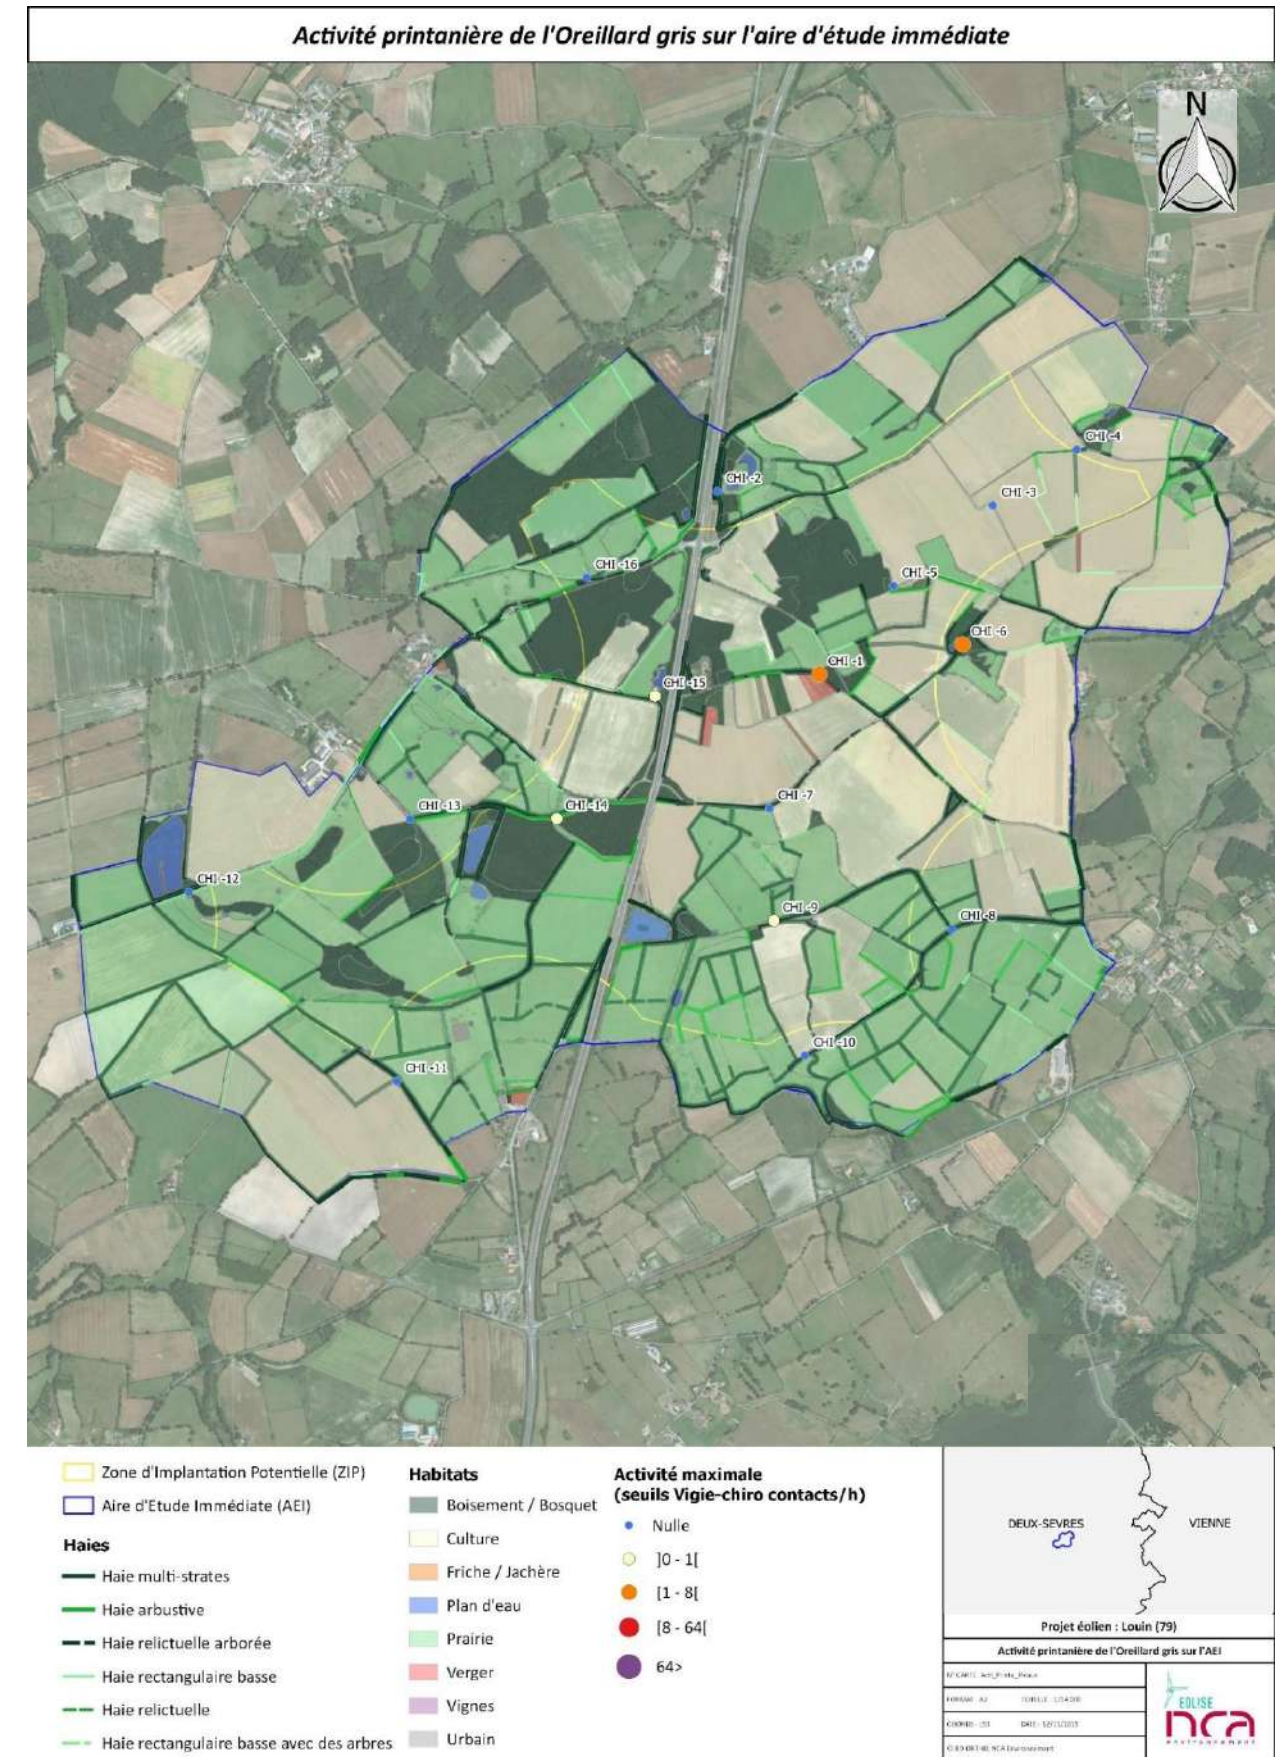 Activité printanière de l'Oreillard gris sur l'aire d'étude immédiate
N
CHI -4
CHI -2
CHI -3
CHI -16
CHI -5
CHI -6
CHI -1
CHI -15
CHI -7
CHI -13
CHI -14
CHI -12
CHI -9
CHI -8
CHI -10
CHI -11
Zone d'Implantation Potentielle (ZIP)
Aire d'Etude Immédiate (AEI)
Haies
Haie multi-strates
Haie arbustive
Haie relictuelle arborée
Haie rectangulaire basse
Haie relictuelle
Haie rectangulaire basse avec des arbres
Habitats
Boisement / Bosquet
Culture
Friche / Jachère
Plan d'eau
Prairie
Verger
Vignes
Urbain
Activité maximale
(seuils Vigie-chiro contacts/h)
Nulle
]0 - 1[
[1 - 8[
[8 - 64[
64>
DEUX-SEVRES
VIENNE
Projet éolien : Louin (79)
Activité printanière de l'Oreillard gris sur l'AEI
EOLISE
nca
environnement